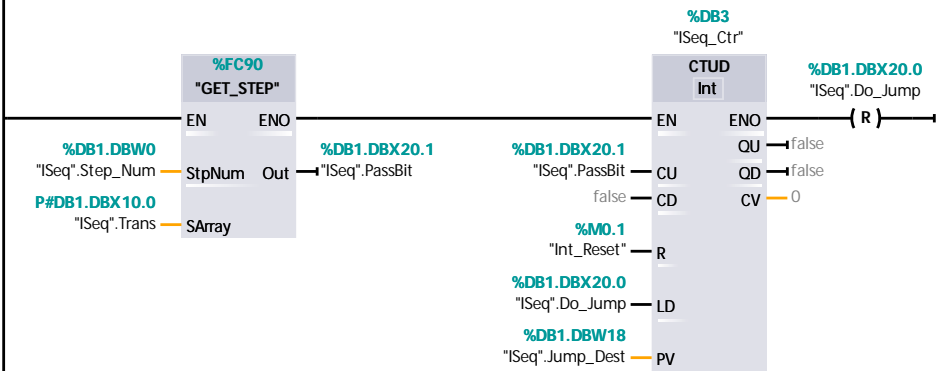 %DB3
"ISeq_Ctr"
%FC90
"GET_STEP"
CTUD
Int
%DB1.DBX20.0
"ISeq".Do_Jump
EN ENO
EN ENO
R
%DB1.DBW0
"ISeq".Step_Num
StpNum Out
%DB1.DBX20.1
"ISeq".PassBit
%DB1.DBX20.1
"ISeq".PassBit
CU
QU false
QD false
false CD
CV 0
P#DB1.DBX10.0
"ISeq".Trans
SArray
%M0.1
"Int_Reset"
R
%DB1.DBX20.0
"ISeq".Do_Jump
LD
%DB1.DBW18
"ISeq".Jump_Dest
PV